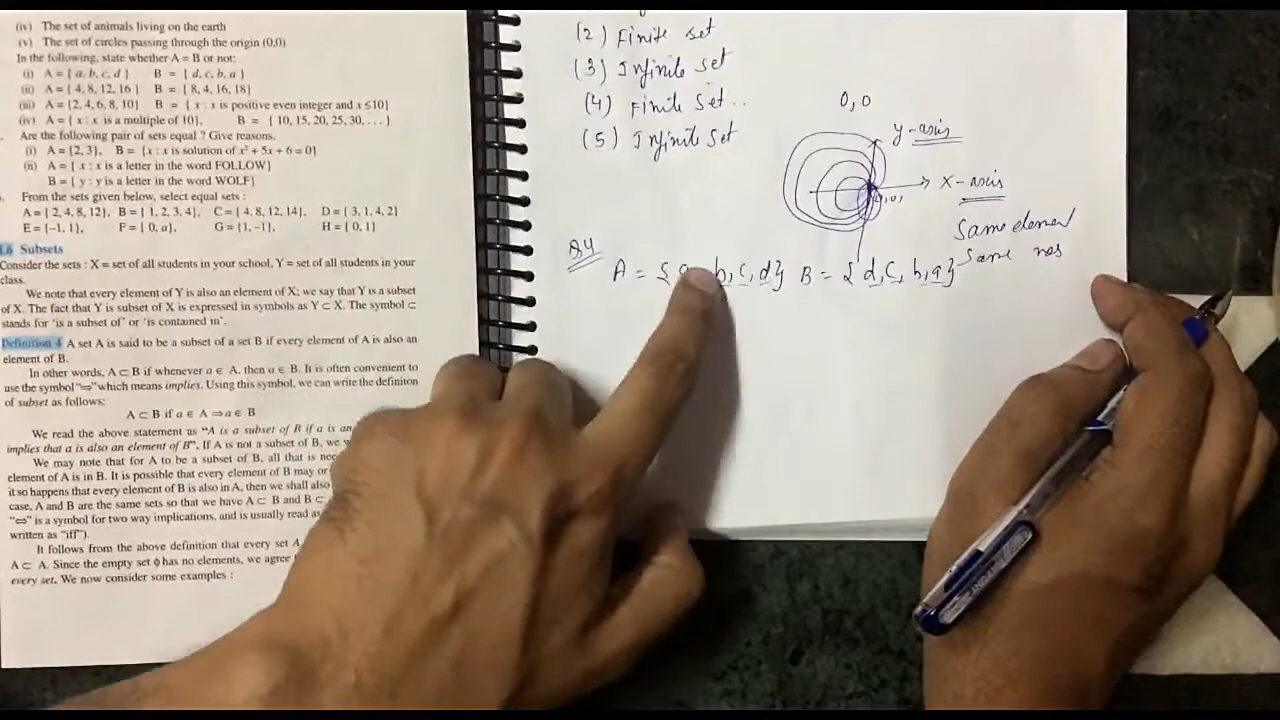 (iv) The set of animals living on the earth
(v) The set of circles passing through the origin (0,0)
In the following, state whether A = B or not:
(i) A = { a, b, c, d } B = { d, c, b, a }
(ii) A = { 4, 8, 12, 16 } B = { 8, 4, 16, 18}
(iii) A = {2, 4, 6, 8, 10} B = { x : x is positive even integer and x ≤ 10}
(iv) A = { x : x is a multiple of 10}, B = { 10, 15, 20, 25, 30, . . . }
Are the following pair of sets equal ? Give reasons.
(i) A = {2, 3}, B = {x : x is solution of x² + 5x + 6 = 0}
(ii) A = { x : x is a letter in the word FOLLOW}
B = { y : y is a letter in the word WOLF}
From the sets given below, select equal sets :
A = { 2, 4, 8, 12}, B = { 1, 2, 3, 4}, C = { 4, 8, 12, 14}, D = { 3, 1, 4, 2}
E = {–1, 1}, F = { 0, a}, G = {1, –1}, H = { 0, 1}
1.6 Subsets
Consider the sets : X = set of all students in your school, Y = set of all students in your
class.
We note that every element of Y is also an element of X; we say that Y is a subset
of X. The fact that Y is subset of X is expressed in symbols as Y ⊂ X. The symbol ⊂
stands for 'is a subset of' or 'is contained in'.
Definition 4 A set A is said to be a subset of a set B if every element of A is also an
element of B.
In other words, A ⊂ B if whenever a ∈ A, then a ∈ B. It is often convenient to
use the symbol "⇒" which means implies. Using this symbol, we can write the definiton
of subset as follows:
A ⊂ B if a ∈ A ⇒ a ∈ B
We read the above statement as "A is a subset of B if a is an
implies that a is also an element of B". If A is not a subset of B, we
We may note that for A to be a subset of B, all that is
element of A is in B. It is possible that every element of B may or
it so happens that every element of B is also in A, then we shall also
case, A and B are the same sets so that we have A ⊂ B and B ⊂
"⇔" is a symbol for two way implications, and is usually read as
written as "iff").
It follows from the above definition that every set A
A ⊂ A. Since the empty set φ has no elements, we agree
every set. We now consider some examples :
(2) Finite set
(3) Infinite set
(4) Finite Set..
(5) Infinite Set
0, 0
y-axis
x-axis
Same element
Same nos
Q4
A = { b, c, d} B = { d, c, b, a}